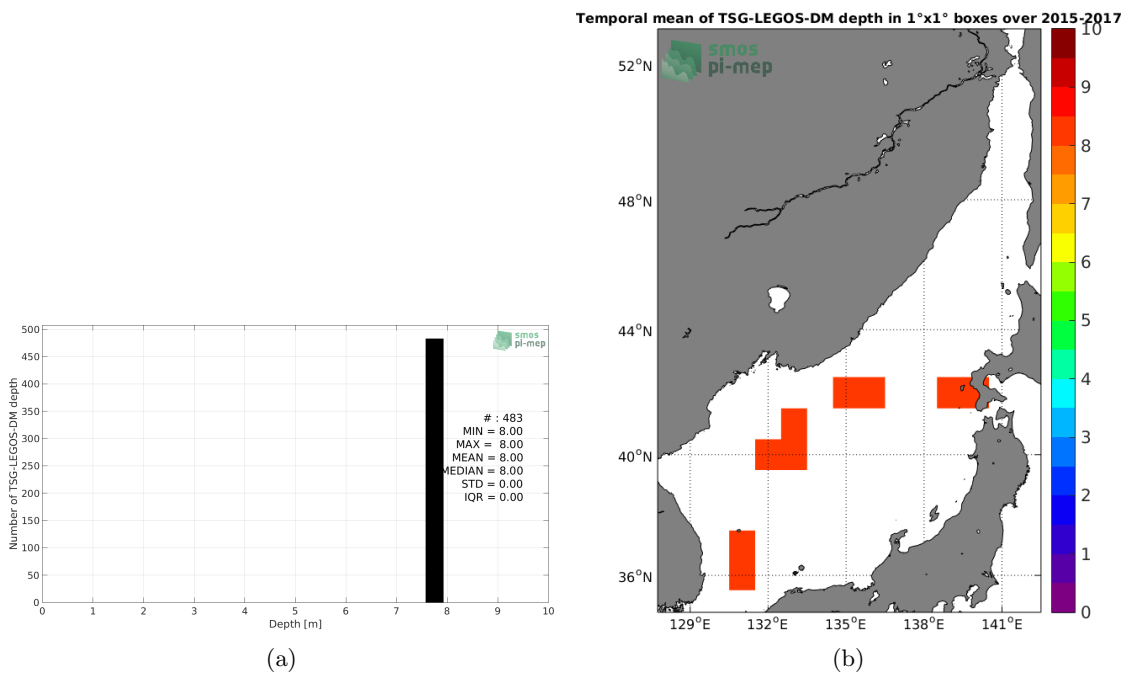 500
450
400
350
300
250
200
150
100
50
0
0 1 2 3 4 5 6 7 8 9 10
Number of TSG-LEGOS-DM depth
Depth [m]
smos
pi-mep
# : 483
MIN = 8.00
MAX = 8.00
MEAN = 8.00
MEDIAN = 8.00
STD = 0.00
IQR = 0.00
(a)
Temporal mean of TSG-LEGOS-DM depth in 1°x1° boxes over 2015-2017
smos
pi-mep
52°N
48°N
44°N
40°N
36°N
129°E 132°E 135°E 138°E 141°E
10
9
8
7
6
5
4
3
2
1
0
(b)